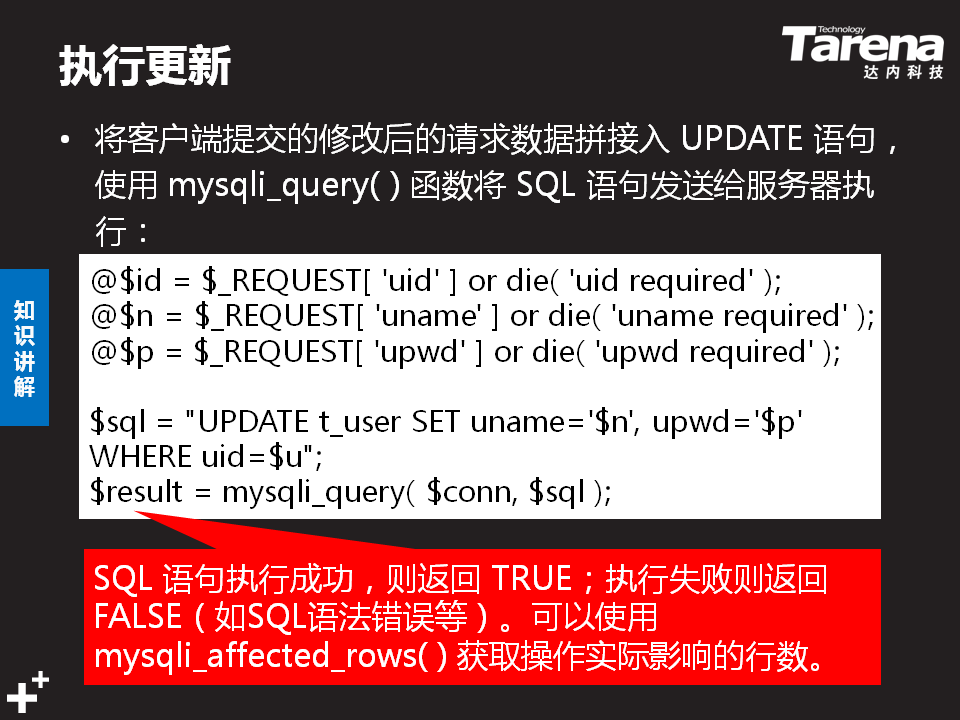 执行更新
Technology
Tarena
达内科技
• 将客户端提交的修改后的请求数据拼接入 UPDATE 语句，
使用 mysqli_query( ) 函数将 SQL 语句发送给服务器执
行：
知识讲解
@$id = $_REQUEST[ 'uid' ] or die( 'uid required' );
@$n = $_REQUEST[ 'uname' ] or die( 'uname required' );
@$p = $_REQUEST[ 'upwd' ] or die( 'upwd required' );
$sql = "UPDATE t_user SET uname='$n', upwd='$p'
WHERE uid=$u";
$result = mysqli_query( $conn, $sql );
SQL 语句执行成功，则返回 TRUE；执行失败则返回
FALSE（如SQL语法错误等）。可以使用
mysqli_affected_rows( ) 获取操作实际影响的行数。